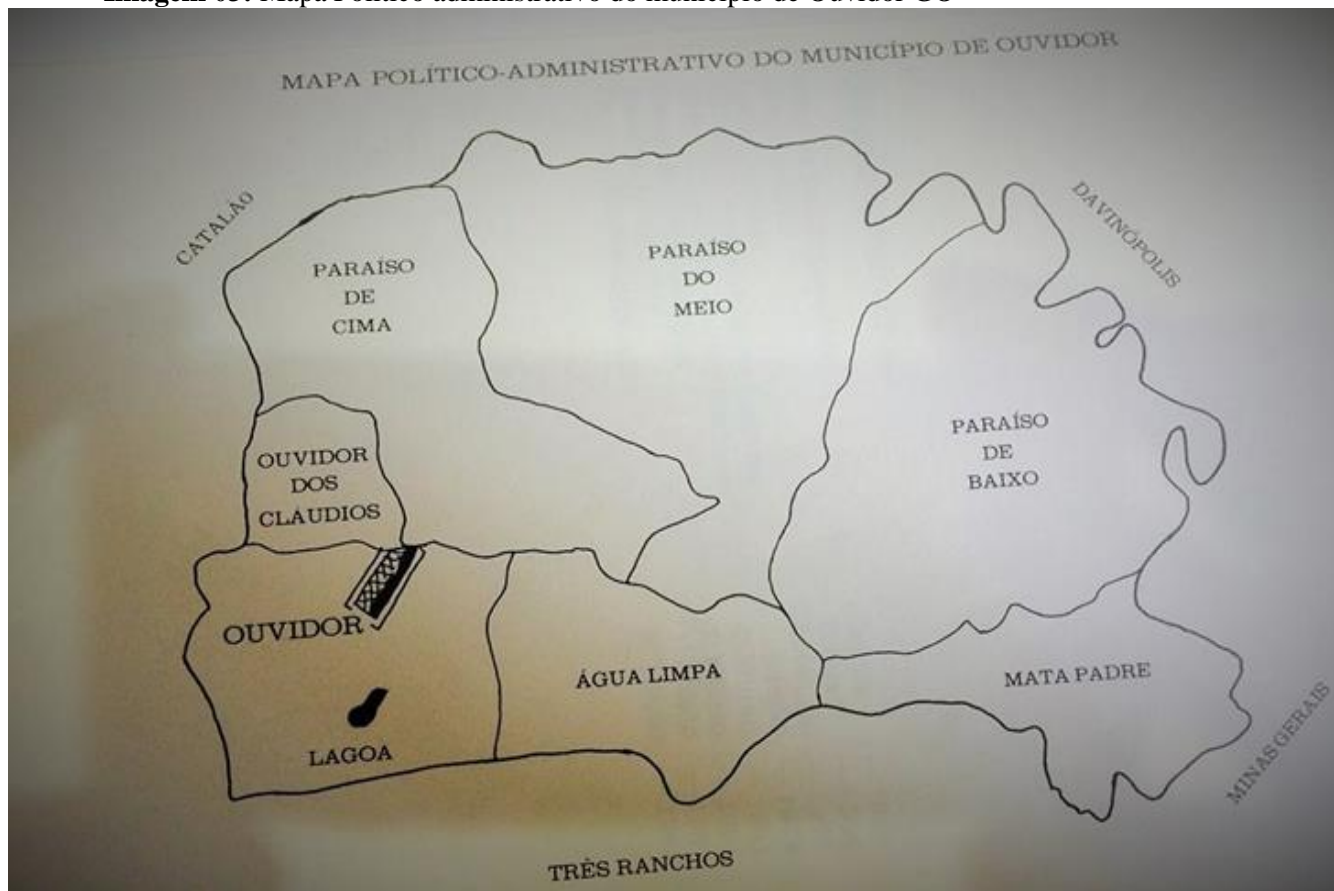 MAPA POLÍTICO-ADMINISTRATIVO DO MUNICÍPIO DE OUVIDOR
CATALÃO
DAVINÓPOLIS
PARAÍSO
DE
CIMA
PARAÍSO
DO
MEIO
PARAÍSO
DE
BAIXO
OUVIDOR
DOS
CLÁUDIOS
OUVIDOR
LAGOA
ÁGUA LIMPA
MATA PADRE
MINAS GERAIS
TRÊS RANCHOS